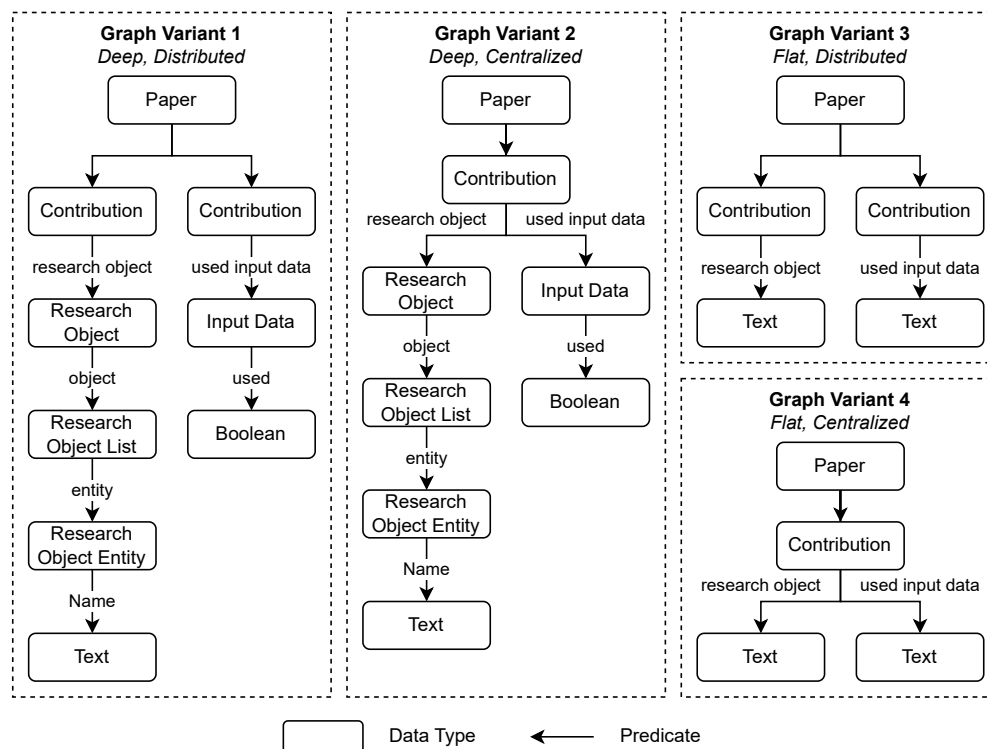 Graph Variant 1
Deep, Distributed
Paper
Contribution
Contribution
research object
used input data
Research
Object
Input Data
object
used
Research
Object List
Boolean
entity
Research
Object Entity
Name
Text
Graph Variant 2
Deep, Centralized
Paper
Contribution
research object
used input data
Research
Object
Input Data
object
used
Research
Object List
Boolean
entity
Research
Object Entity
Name
Text
Graph Variant 3
Flat, Distributed
Paper
Contribution
Contribution
research object
used input data
Text
Text
Graph Variant 4
Flat, Centralized
Paper
Contribution
research object
used input data
Text
Text
Data Type
Predicate